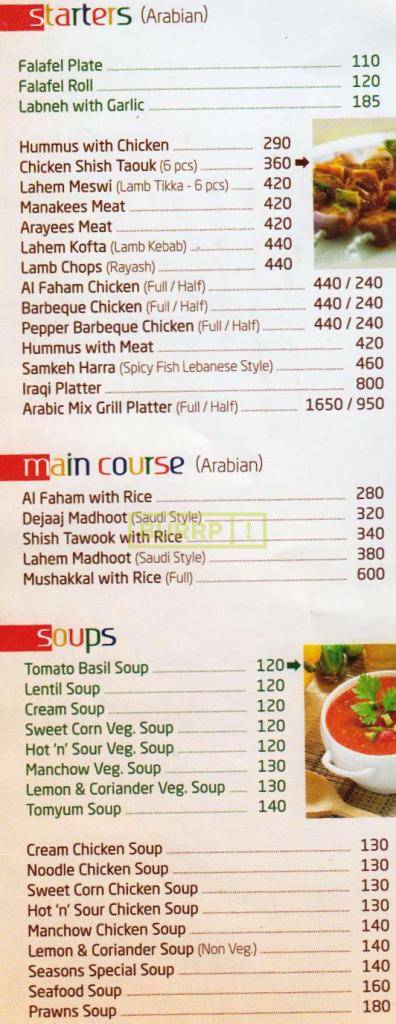 starters (Arabian)
Falafel Plate 110
Falafel Roll 120
Labneh with Garlic 185
Hummus with Chicken 290
Chicken Shish Taouk (6 pcs) 360
Lahem Meswi (Lamb Tikka - 6 pcs) 420
Manakees Meat 420
Arayees Meat 420
Lahem Kofta (Lamb Kebab) 440
Lamb Chops (Rayash) 440
Al Faham Chicken (Full / Half) 440 / 240
Barbeque Chicken (Full / Half) 440 / 240
Pepper Barbeque Chicken (Full / Half) 440 / 240
Hummus with Meat 420
Samkeh Harra (Spicy Fish Lebanese Style) 460
Iraqi Platter 800
Arabic Mix Grill Platter (Full / Half) 1650 / 950
main course (Arabian)
Al Faham with Rice 280
Dejaaj Madhoot (Saudi Style) 320
BURRP!
Shish Tawook with Rice 340
Lahem Madhoot (Saudi Style) 380
Mushakkal with Rice (Full) 600
soups
Tomato Basil Soup 120
Lentil Soup 120
Cream Soup 120
Sweet Corn Veg. Soup 120
Hot 'n' Sour Veg. Soup 120
Manchow Veg. Soup 130
Lemon & Coriander Veg. Soup 130
Tomyum Soup 140
Cream Chicken Soup 130
Noodle Chicken Soup 130
Sweet Corn Chicken Soup 130
Hot 'n' Sour Chicken Soup 130
Manchow Chicken Soup 140
Lemon & Coriander Soup (Non Veg.) 140
Seasons Special Soup 140
Seafood Soup 160
Prawns Soup 180